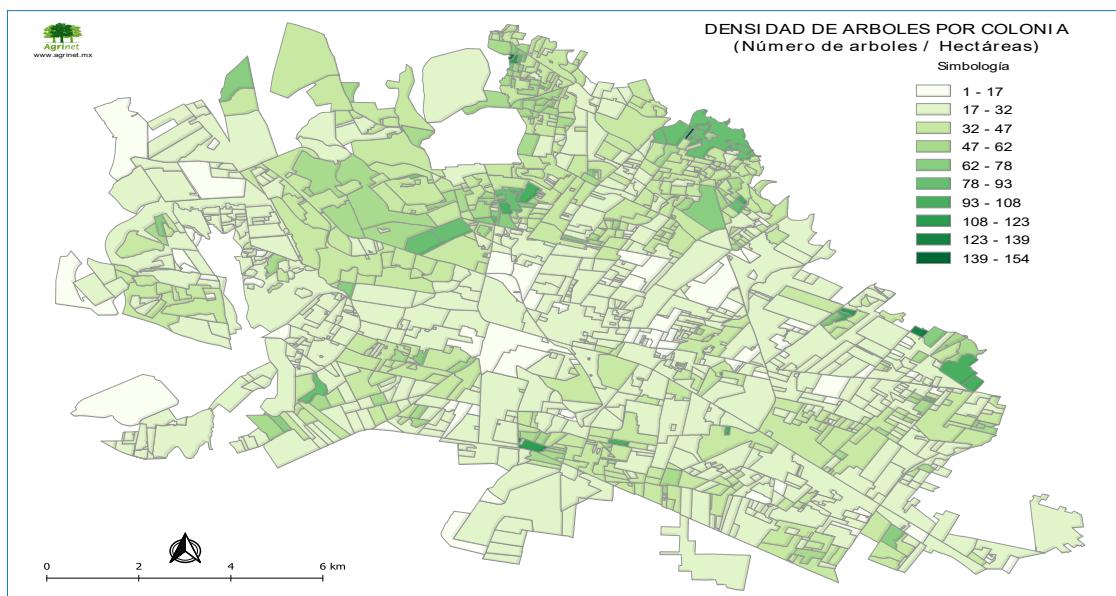 Agrinet
www.agrinet.mx
DENSIDAD DE ARBOLES POR COLONIA
(Número de arboles / Hectáreas)
Simbología
1 - 17
17 - 32
32 - 47
47 - 62
62 - 78
78 - 93
93 - 108
108 - 123
123 - 139
139 - 154
0 2 4 6 km